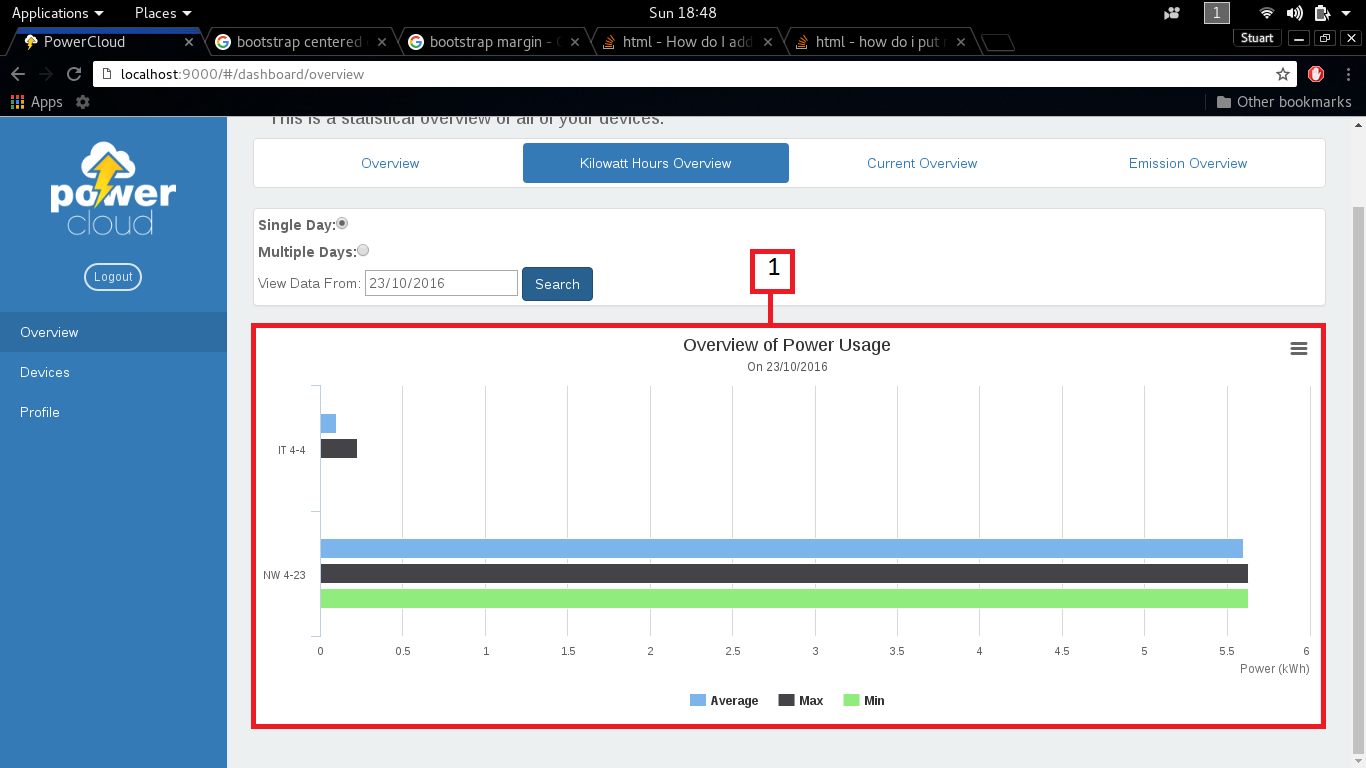 Applications Places Sun 18:48 1
PowerCloud bootstrap centered bootstrap margin - html - How do I add html - how do i put Stuart
localhost:9000/#/dashboard/overview
Apps Other bookmarks
This is a statistical overview of all of your devices.
power
cloud
Logout
Overview
Devices
Profile
Overview Kilowatt Hours Overview Current Overview Emission Overview
Single Day:
Multiple Days:
View Data From: 23/10/2016 Search
1
Overview of Power Usage
On 23/10/2016
IT 4-4
NW 4-23
0 0.5 1 1.5 2 2.5 3 3.5 4 4.5 5 5.5 6
Power (kWh)
Average Max Min